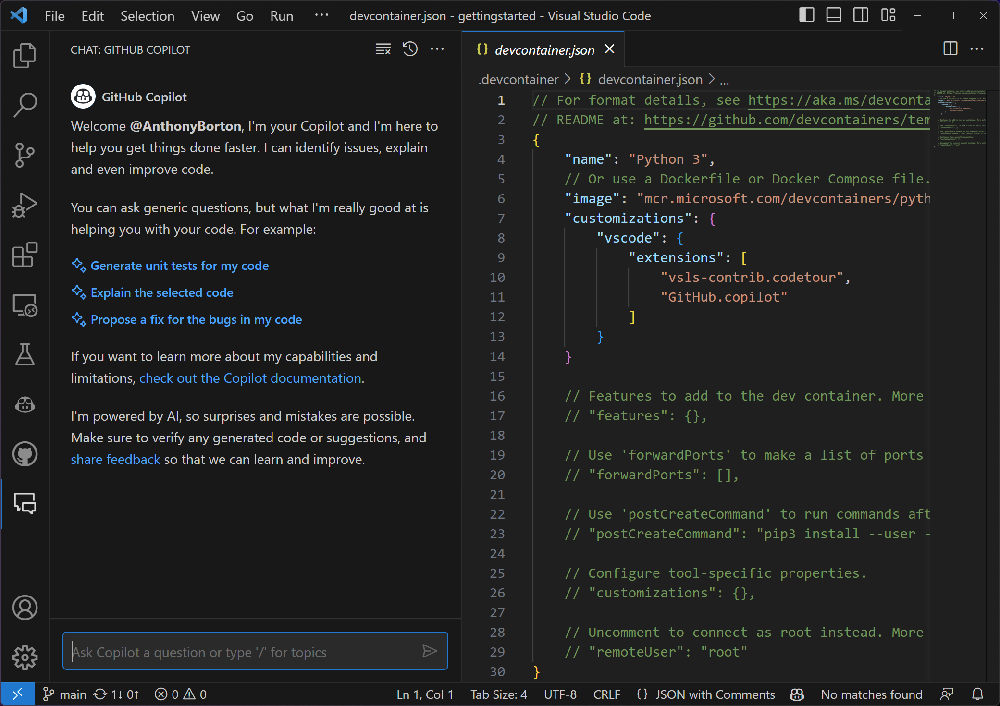 File Edit Selection View Go Run ··· devcontainer.json - gettingstarted - Visual Studio Code
CHAT: GITHUB COPILOT
GitHub Copilot
Welcome @AnthonyBorton, I'm your Copilot and I'm here to
help you get things done faster. I can identify issues, explain
and even improve code.
You can ask generic questions, but what I'm really good at is
helping you with your code. For example:
Generate unit tests for my code
Explain the selected code
Propose a fix for the bugs in my code
If you want to learn more about my capabilities and
limitations, check out the Copilot documentation.
I'm powered by AI, so surprises and mistakes are possible.
Make sure to verify any generated code or suggestions, and
share feedback so that we can learn and improve.
Ask Copilot a question or type '/' for topics
{} devcontainer.json
.devcontainer > {} devcontainer.json > ...
1 // For format details, see https://aka.ms/devconta
2 // README at: https://github.com/devcontainers/tem
3 {
4 "name": "Python 3",
5 // Or use a Dockerfile or Docker Compose file.
6 "image": "mcr.microsoft.com/devcontainers/pyth
7 "customizations": {
8 "vscode": {
9 "extensions": [
10 "vsls-contrib.codetour",
11 "GitHub.copilot"
12 ]
13 }
14 }
15
16 // Features to add to the dev container. More
17 // "features": {},
18
19 // Use 'forwardPorts' to make a list of ports
20 // "forwardPorts": [],
21
22 // Use 'postCreateCommand' to run commands aft
23 // "postCreateCommand": "pip3 install --user -
24
25 // Configure tool-specific properties.
26 // "customizations": {},
27
28 // Uncomment to connect as root instead. More
29 // "remoteUser": "root"
30 }
main 1↓ 0↑ 0 0 Ln 1, Col 1 Tab Size: 4 UTF-8 CRLF {} JSON with Comments No matches found